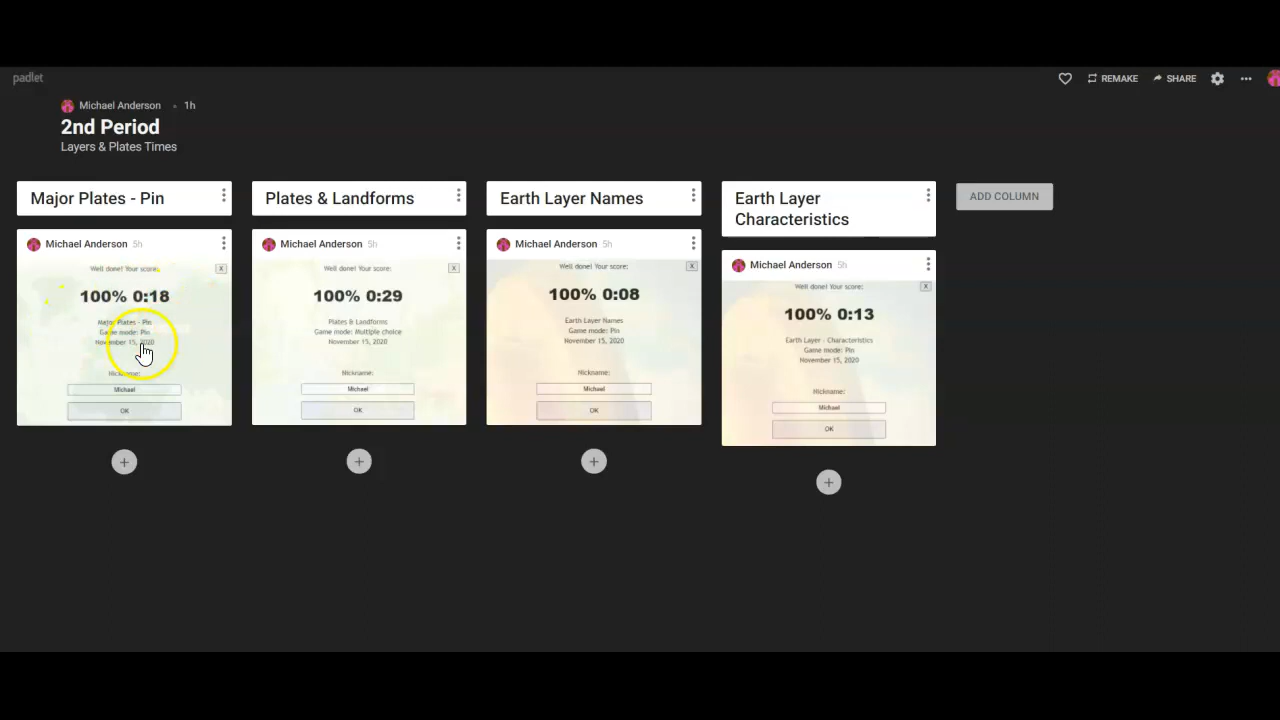 padlet
REMAKE
SHARE
Michael Anderson • 1h
2nd Period
Layers & Plates Times
Major Plates - Pin
Michael Anderson 5h
Well done! Your score:
X
100% 0:18
Major Plates - Pin
Game mode: Pin
November 15, 2020
Nickname:
Michael
OK
Plates & Landforms
Michael Anderson 5h
Well done! Your score:
X
100% 0:29
Plates & Landforms
Game mode: Multiple choice
November 15, 2020
Nickname:
Michael
OK
Earth Layer Names
Michael Anderson 5h
Well done! Your score:
X
100% 0:08
Earth Layer Names
Game mode: Pin
November 15, 2020
Nickname:
Michael
OK
Earth Layer
Characteristics
Michael Anderson 5h
Well done! Your score:
X
100% 0:13
Earth Layer - Characteristics
Game mode: Pin
November 15, 2020
Nickname:
Michael
OK
ADD COLUMN